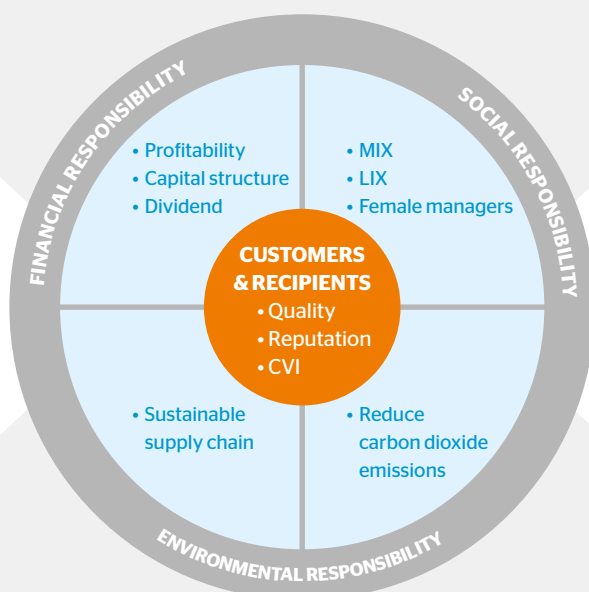 FINANCIAL RESPONSIBILITY
SOCIAL RESPONSIBILITY
• Profitability
• Capital structure
• Dividend
• MIX
• LIX
• Female managers
CUSTOMERS
& RECIPIENTS
• Quality
• Reputation
• CVI
• Sustainable
supply chain
• Reduce
carbon dioxide
emissions
ENVIRONMENTAL RESPONSIBILITY